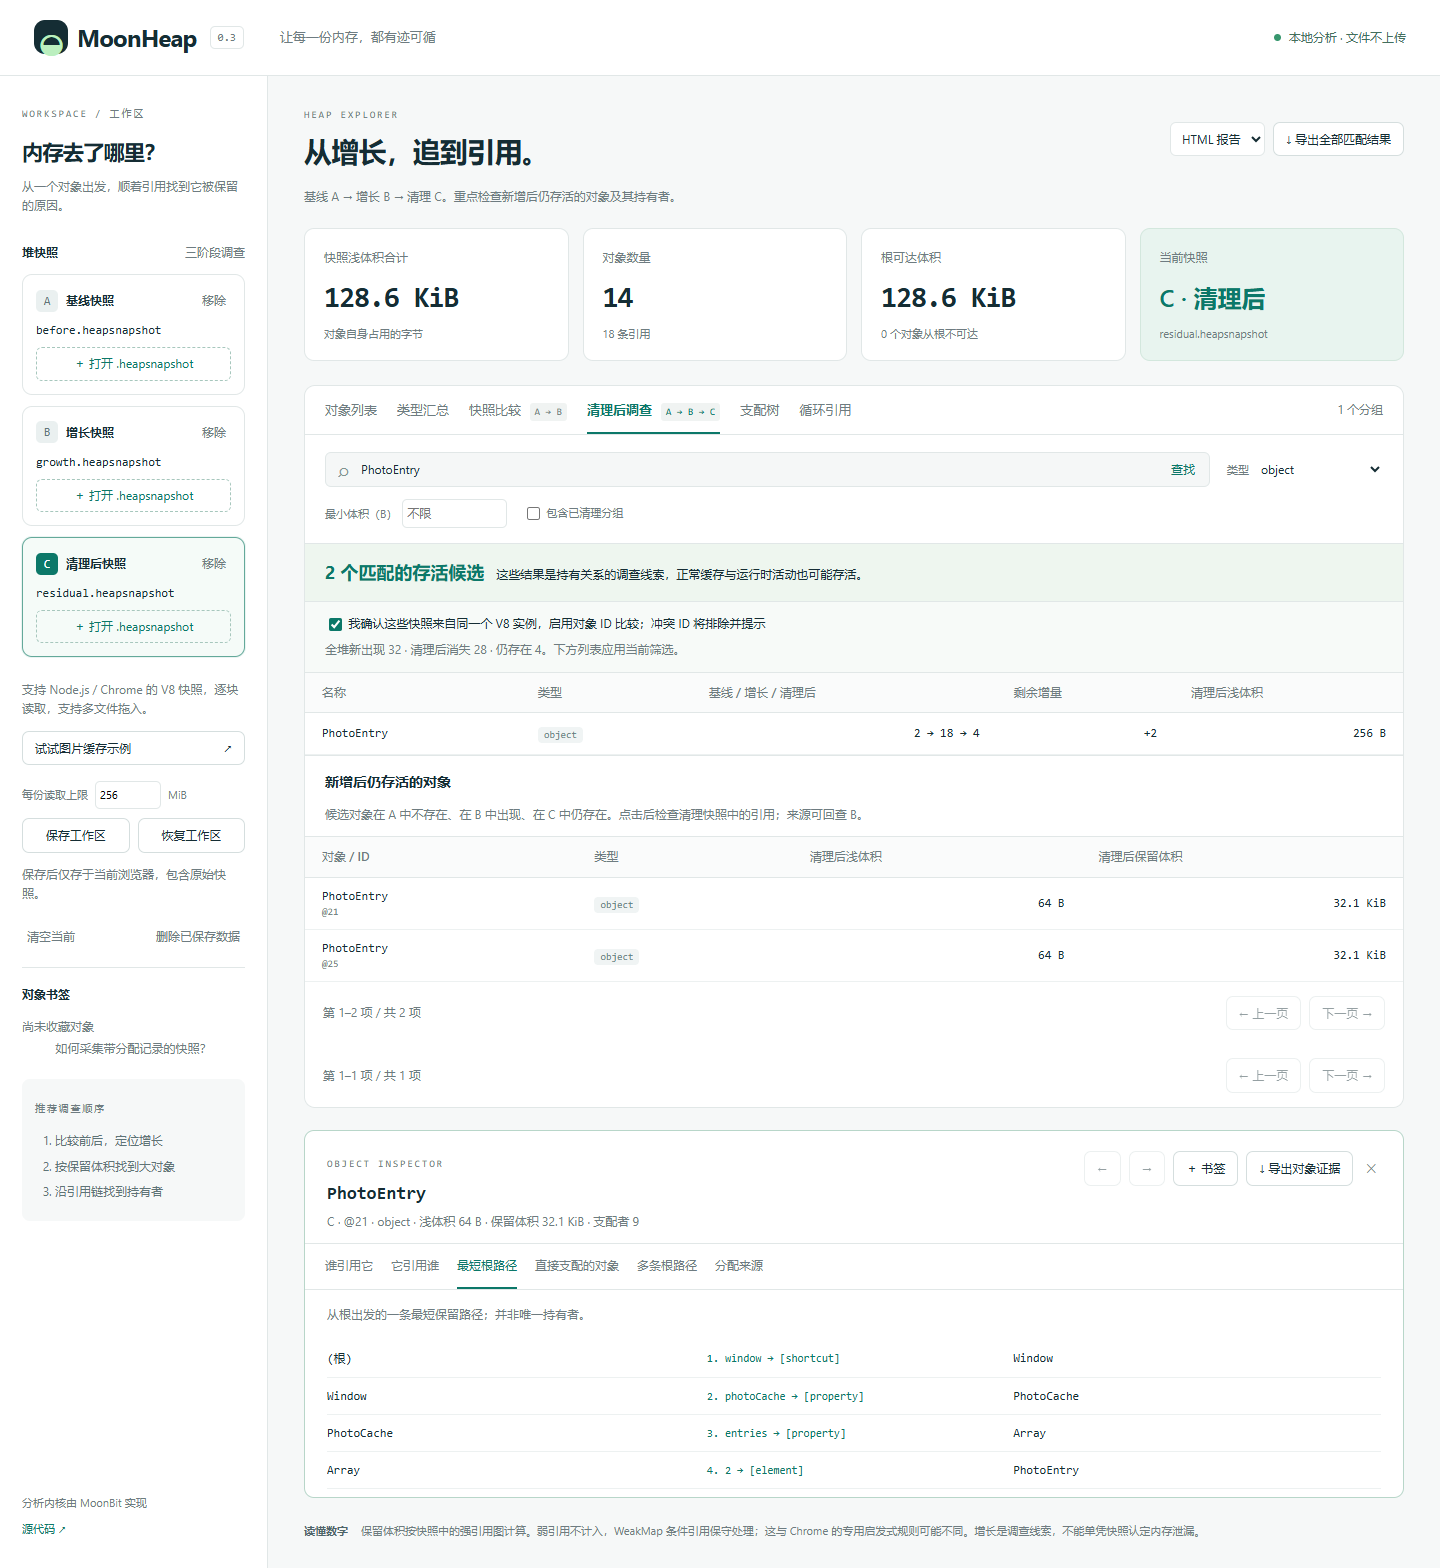 MoonHeap 0.3 让每一份内存，都有迹可循
本地分析 · 文件不上传
WORKSPACE / 工作区
内存去了哪里？
从一个对象出发，顺着引用找到它被保留
的原因。
堆快照 三阶段调查
A 基线快照 移除
before.heapsnapshot
+ 打开 .heapsnapshot
B 增长快照 移除
growth.heapsnapshot
+ 打开 .heapsnapshot
C 清理后快照 移除
residual.heapsnapshot
+ 打开 .heapsnapshot
支持 Node.js / Chrome 的 V8 快照，逐块
读取，支持多文件拖入。
试试图片缓存示例 ↗
每份读取上限 256 MiB
保存工作区 恢复工作区
保存后仅存于当前浏览器，包含原始快
照。
清空当前 删除已保存数据
对象书签
尚未收藏对象
如何采集带分配记录的快照？
推荐调查顺序
1. 比较前后，定位增长
2. 按保留体积找到大对象
3. 沿引用链找到持有者
分析内核由 MoonBit 实现
源代码 ↗
HEAP EXPLORER
从增长，追到引用。
基线 A → 增长 B → 清理 C。重点检查新增后仍存活的对象及其持有者。
HTML 报告 ↓ 导出全部匹配结果
快照浅体积合计
128.6 KiB
对象自身占用的字节
对象数量
14
18 条引用
根可达体积
128.6 KiB
0 个对象从根不可达
当前快照
C · 清理后
residual.heapsnapshot
对象列表 类型汇总 快照比较 A → B 清理后调查 A → B → C 支配树 循环引用 1 个分组
PhotoEntry 查找 类型 object
最小体积（B） 不限 包含已清理分组
2 个匹配的存活候选 这些结果是持有关系的调查线索，正常缓存与运行时活动也可能存活。
我确认这些快照来自同一个 V8 实例，启用对象 ID 比较；冲突 ID 将排除并提示
全堆新出现 32 · 清理后消失 28 · 仍存在 4。下方列表应用当前筛选。
名称 类型 基线 / 增长 / 清理后 剩余增量 清理后浅体积
PhotoEntry object 2 → 18 → 4 +2 256 B
新增后仍存活的对象
候选对象在 A 中不存在、在 B 中出现、在 C 中仍存在。点击后检查清理快照中的引用；来源可回查 B。
对象 / ID 类型 清理后浅体积 清理后保留体积
PhotoEntry object 64 B 32.1 KiB
@21
PhotoEntry object 64 B 32.1 KiB
@25
第 1–2 项 / 共 2 项 ← 上一页 下一页 →
第 1–1 项 / 共 1 项 ← 上一页 下一页 →
OBJECT INSPECTOR ← → + 书签 ↓ 导出对象证据 ×
PhotoEntry
C · @21 · object · 浅体积 64 B · 保留体积 32.1 KiB · 支配者 9
谁引用它 它引用谁 最短根路径 直接支配的对象 多条根路径 分配来源
从根出发的一条最短保留路径；并非唯一持有者。
(根) 1. window → [shortcut] Window
Window 2. photoCache → [property] PhotoCache
PhotoCache 3. entries → [property] Array
Array 4. 2 → [element] PhotoEntry
读懂数字 保留体积按快照中的强引用图计算。弱引用不计入，WeakMap 条件引用保守处理；这与 Chrome 的专用启发式规则可能不同。增长是调查线索，不能单凭快照认定内存泄漏。